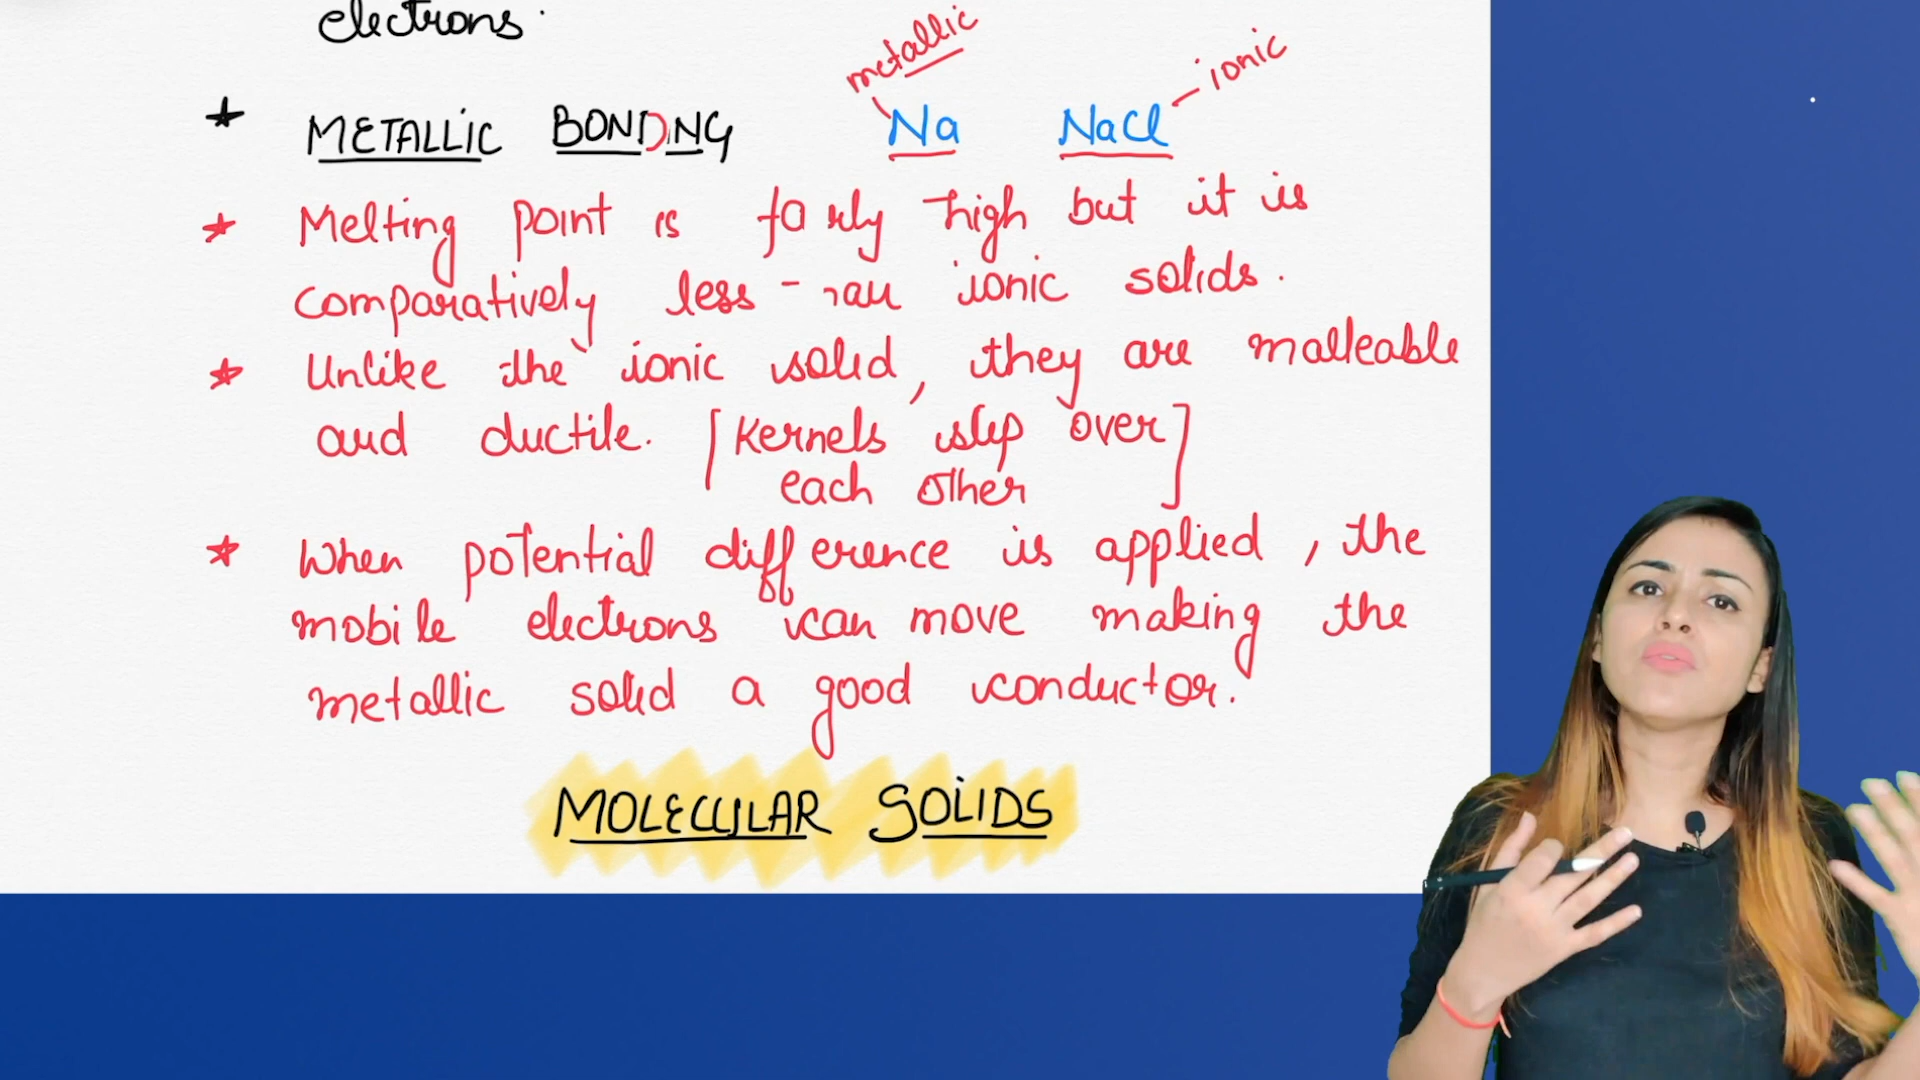 electrons.
metallic
ionic
* METALLIC BONDING Na NaCl
* Melting point is fairly high but it is
comparatively less than ionic solids.
* Unlike the ionic solid, they are malleable
and ductile. [Kernels slip over
each other]
* When potential difference is applied, the
mobile electrons can move making the
metallic solid a good conductor.
MOLECULAR SOLIDS